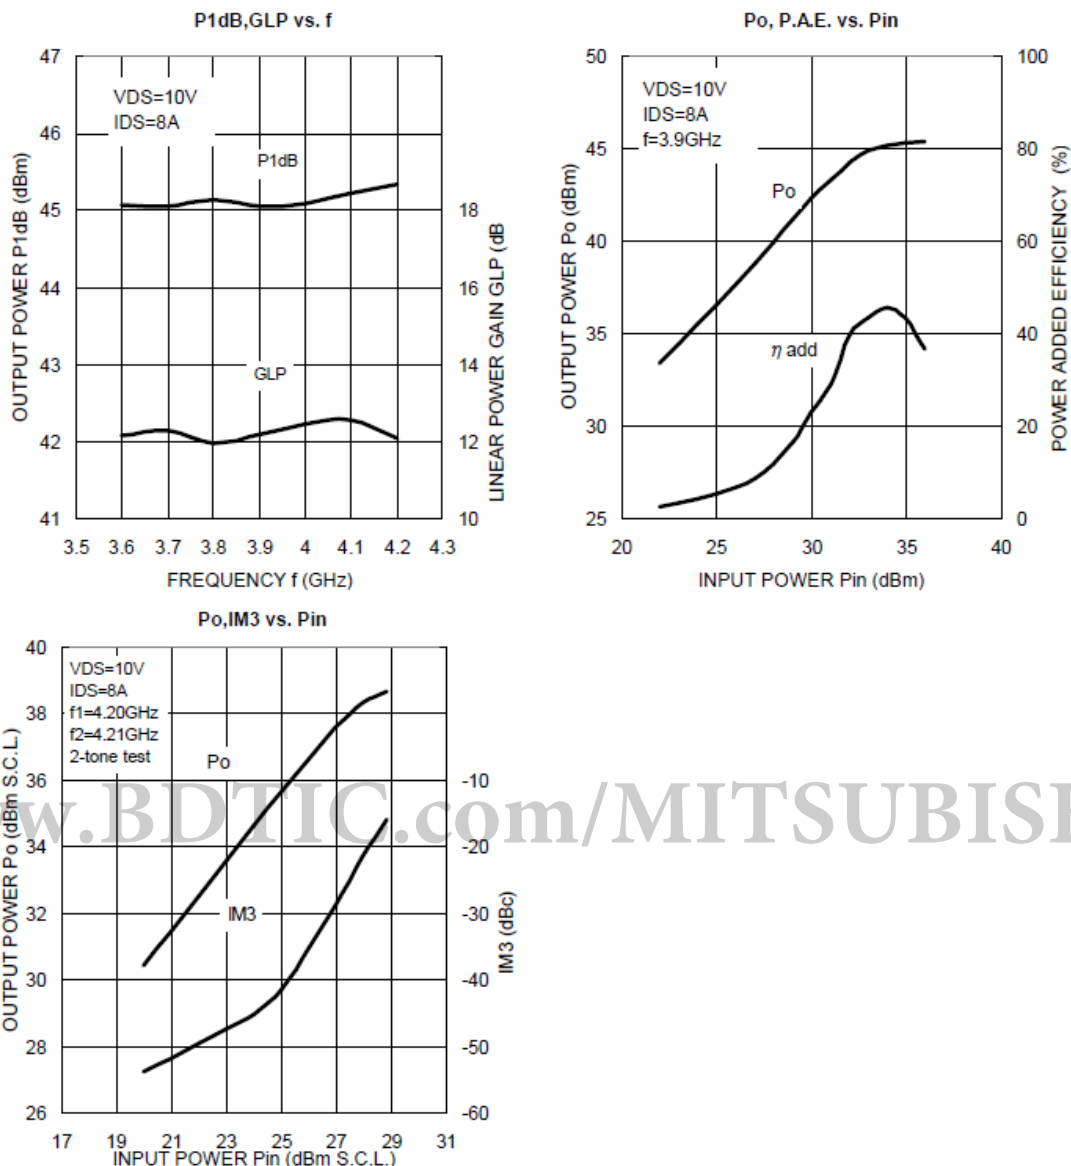 P1dB,GLP vs. f
47
46
45
44
43
42
41
OUTPUT POWER P1dB (dBm)
VDS=10V
IDS=8A
P1dB
GLP
18
16
14
12
10
LINEAR POWER GAIN GLP (dB
3.5 3.6 3.7 3.8 3.9 4 4.1 4.2 4.3
FREQUENCY f (GHz)
Po, P.A.E. vs. Pin
50
45
40
35
30
25
OUTPUT POWER Po (dBm)
VDS=10V
IDS=8A
f=3.9GHz
Po
η add
100
80
60
40
20
0
POWER ADDED EFFICIENCY (%)
20 25 30 35 40
INPUT POWER Pin (dBm)
Po,IM3 vs. Pin
40
38
36
34
32
30
28
26
OUTPUT POWER Po (dBm S.C.L.)
VDS=10V
IDS=8A
f1=4.20GHz
f2=4.21GHz
2-tone test
Po
IM3
-10
-20
-30
-40
-50
-60
IM3 (dBc)
17 19 21 23 25 27 29 31
INPUT POWER Pin (dBm S.C.L.)
w.BDTIC.com/MITSUBISH